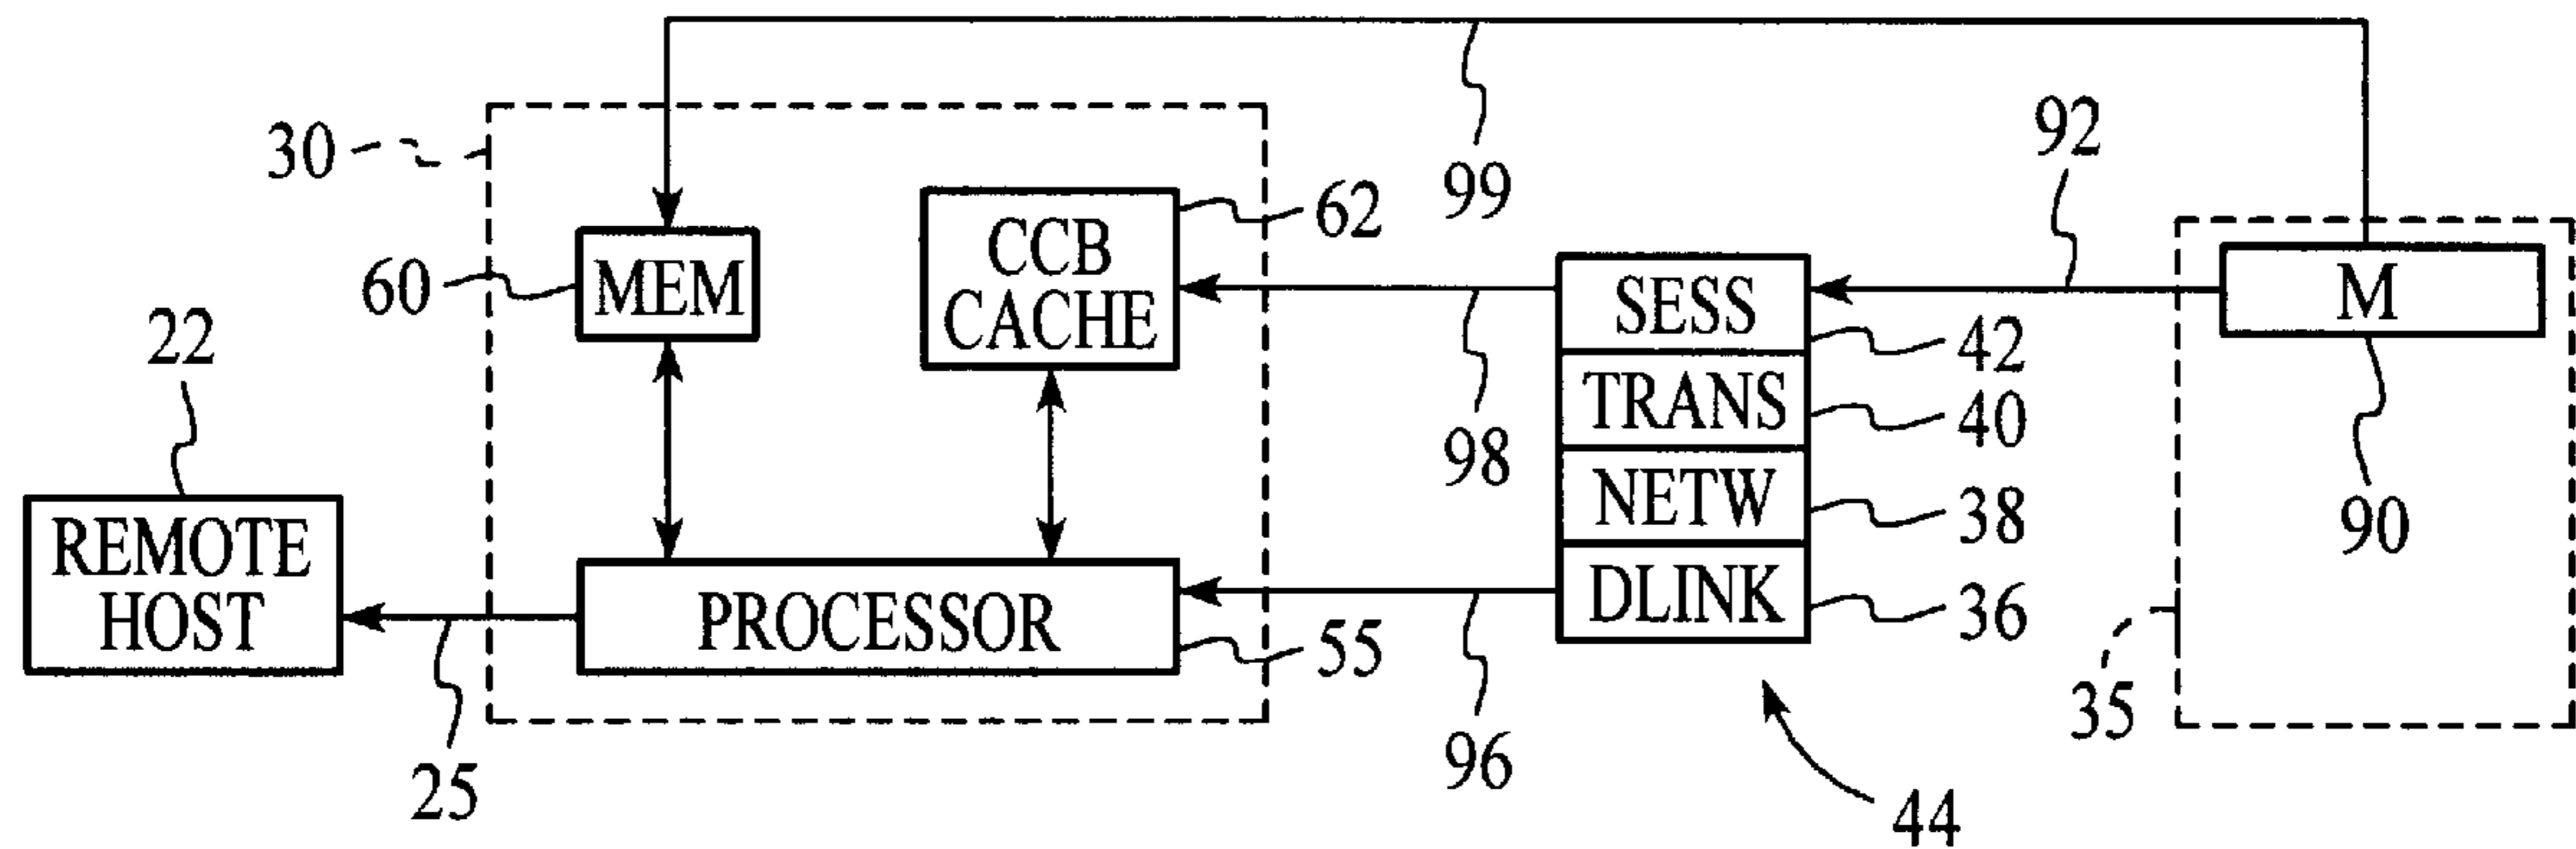 99
92
30
62
CCB
CACHE
60
MEM
SESS
42
M
22
TRANS
40
98
NETW
38
90
REMOTE
HOST
PROCESSOR
55
DLINK
36
35
25
96
44